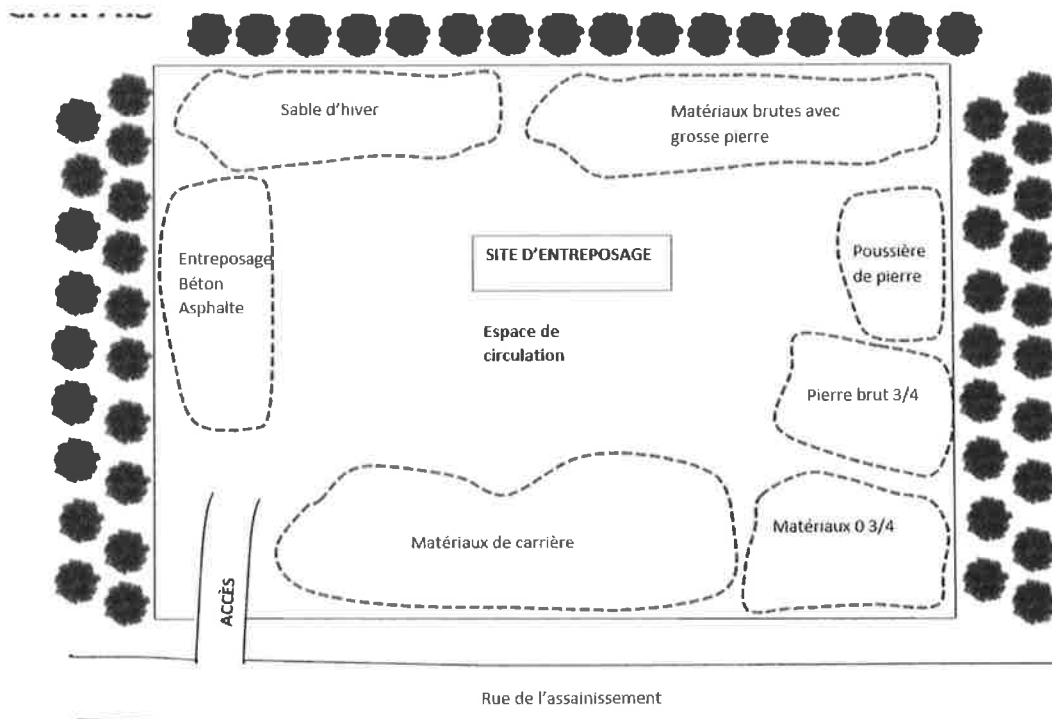 Sable d'hiver
Matériaux brutes avec
grosse pierre
SITE D'ENTREPOSAGE
Entreposage
Béton
Asphalte
Poussière
de pierre
Espace de
circulation
Pierre brut 3/4
Matériaux 0 3/4
Matériaux de carrière
ACCÈS
Rue de l'assainissement